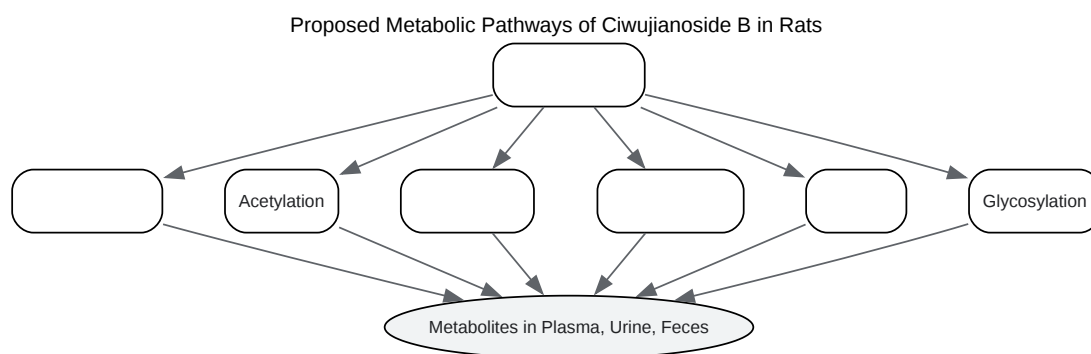 Proposed Metabolic Pathways of Ciwujianoside B in Rats
Acetylation
Glycosylation
Metabolites in Plasma, Urine, Feces